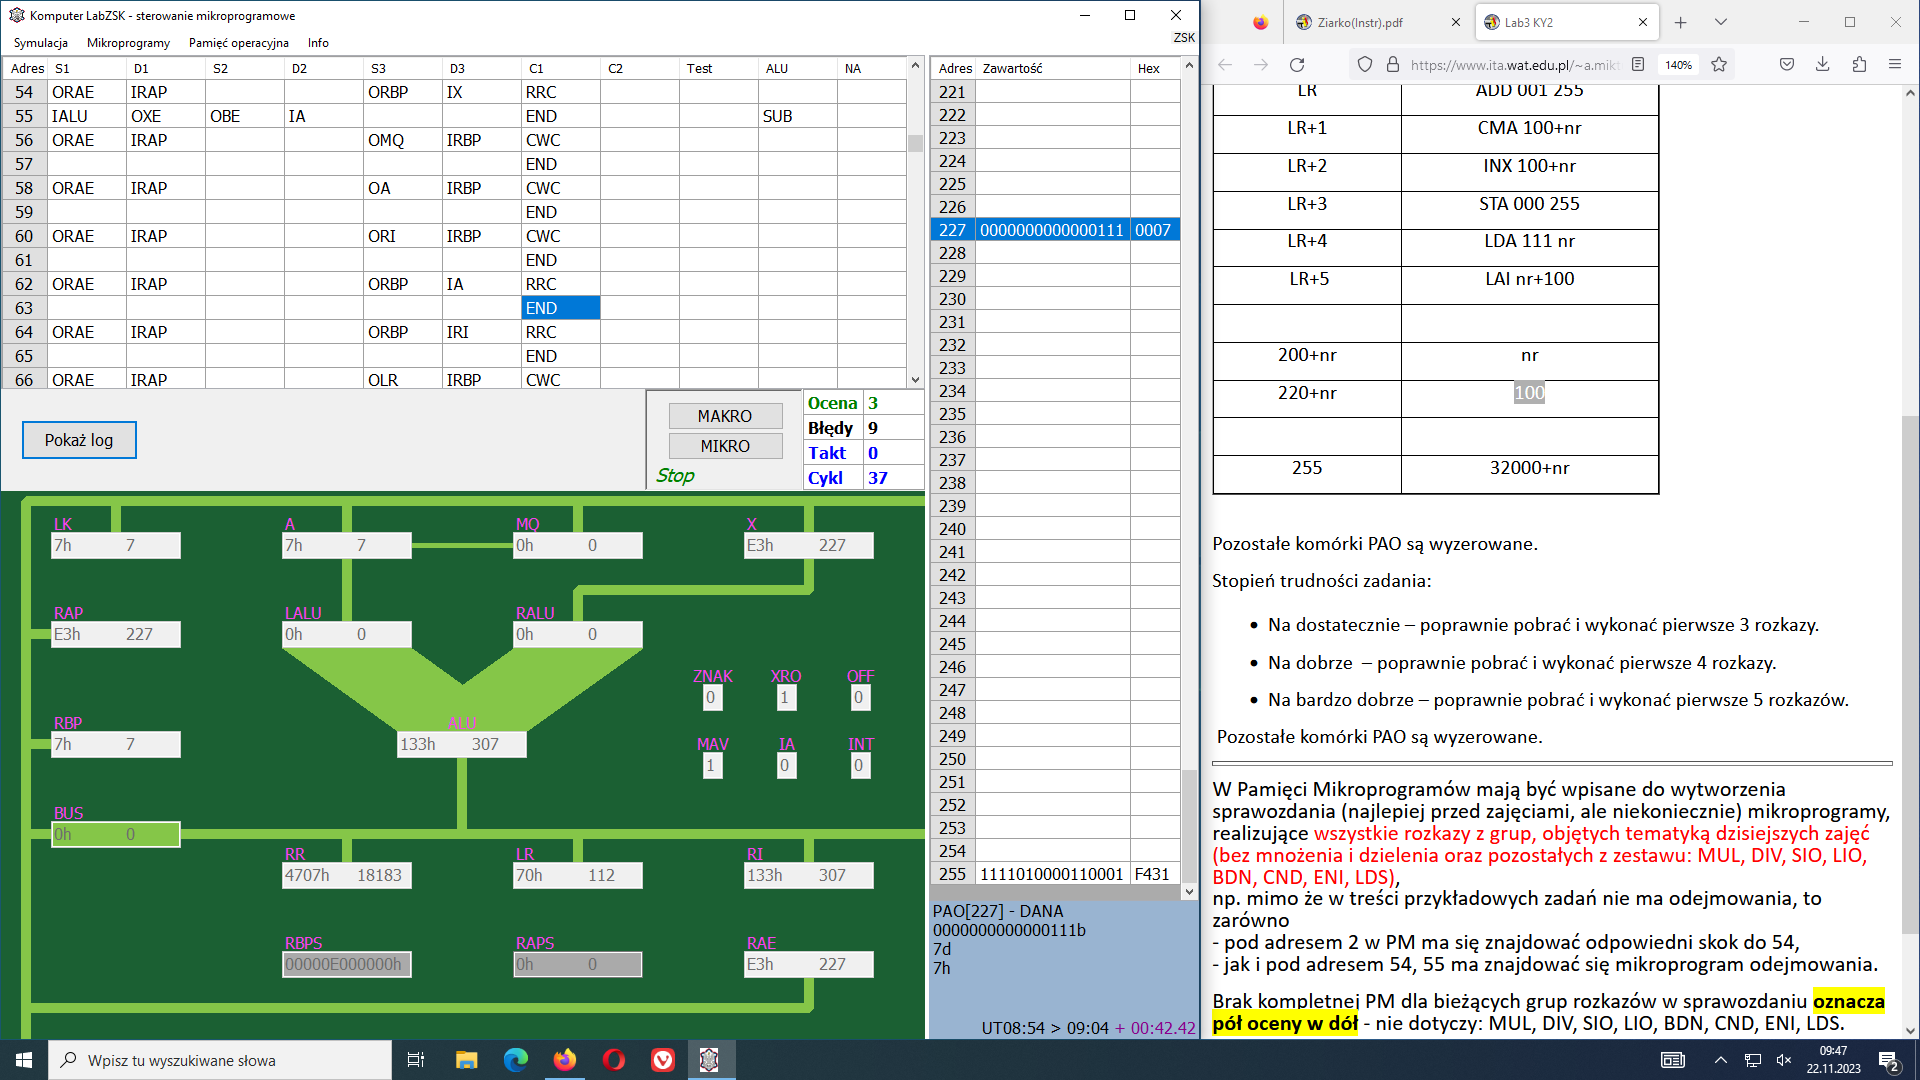 Komputer LabZSK - sterowanie mikroprogramowe
Symulacja Mikroprogramy Pamięć operacyjna Info
ZSK
Adres S1 D1 S2 D2 S3 D3 C1 C2 Test ALU NA
54 ORAE IRAP ORBP IX RRC
55 IALU OXE OBE IA END SUB
56 ORAE IRAP OMQ IRBP CWC
57 END
58 ORAE IRAP OA IRBP CWC
59 END
60 ORAE IRAP ORI IRBP CWC
61 END
62 ORAE IRAP ORBP IA RRC
63 END
64 ORAE IRAP ORBP IRI RRC
65 END
66 ORAE IRAP OLR IRBP CWC
Pokaż log
MAKRO
MIKRO
Stop
Ocena 3
Błędy 9
Takt 0
Cykl 37
LK
7h 7
A
7h 7
MQ
0h 0
X
E3h 227
RAP
E3h 227
LALU
0h 0
RALU
0h 0
ZNAK
0
XRO
1
OFF
0
RBP
7h 7
ALU
133h 307
MAV
1
IA
0
INT
0
BUS
0h 0
RR
4707h 18183
LR
70h 112
RI
133h 307
RBPS
00000E000000h
RAPS
0h 0
RAE
E3h 227
Adres Zawartość Hex
221
222
223
224
225
226
227 0000000000000111 0007
228
229
230
231
232
233
234
235
236
237
238
239
240
241
242
243
244
245
246
247
248
249
250
251
252
253
254
255 1111010000110001 F431
PAO[227] - DANA
0000000000000111b
7d
7h
UT08:54 > 09:04 + 00:42.42
Ziarko(Instr).pdf
Lab3 KY2
https://www.ita.wat.edu.pl/~a.mikt
140%
LR ADD 001 255
LR+1 CMA 100+nr
LR+2 INX 100+nr
LR+3 STA 000 255
LR+4 LDA 111 nr
LR+5 LAI nr+100
200+nr nr
220+nr 100
255 32000+nr
Pozostałe komórki PAO są wyzerowane.
Stopień trudności zadania:
• Na dostatecznie – poprawnie pobrać i wykonać pierwsze 3 rozkazy.
• Na dobrze – poprawnie pobrać i wykonać pierwsze 4 rozkazy.
• Na bardzo dobrze – poprawnie pobrać i wykonać pierwsze 5 rozkazów.
Pozostałe komórki PAO są wyzerowane.
W Pamięci Mikroprogramów mają być wpisane do wytworzenia
sprawozdania (najlepiej przed zajęciami, ale niekoniecznie) mikroprogramy,
realizujące wszystkie rozkazy z grup, objętych tematyką dzisiejszych zajęć
(bez mnożenia i dzielenia oraz pozostałych z zestawu: MUL, DIV, SIO, LIO,
BDN, CND, ENI, LDS),
np. mimo że w treści przykładowych zadań nie ma odejmowania, to
zarówno
- pod adresem 2 w PM ma się znajdować odpowiedni skok do 54,
- jak i pod adresem 54, 55 ma znajdować się mikroprogram odejmowania.
Brak kompletnej PM dla bieżących grup rozkazów w sprawozdaniu oznacza
pół oceny w dół - nie dotyczy: MUL, DIV, SIO, LIO, BDN, CND, ENI, LDS.
Wpisz tu wyszukiwane słowa
09:47
22.11.2023
2